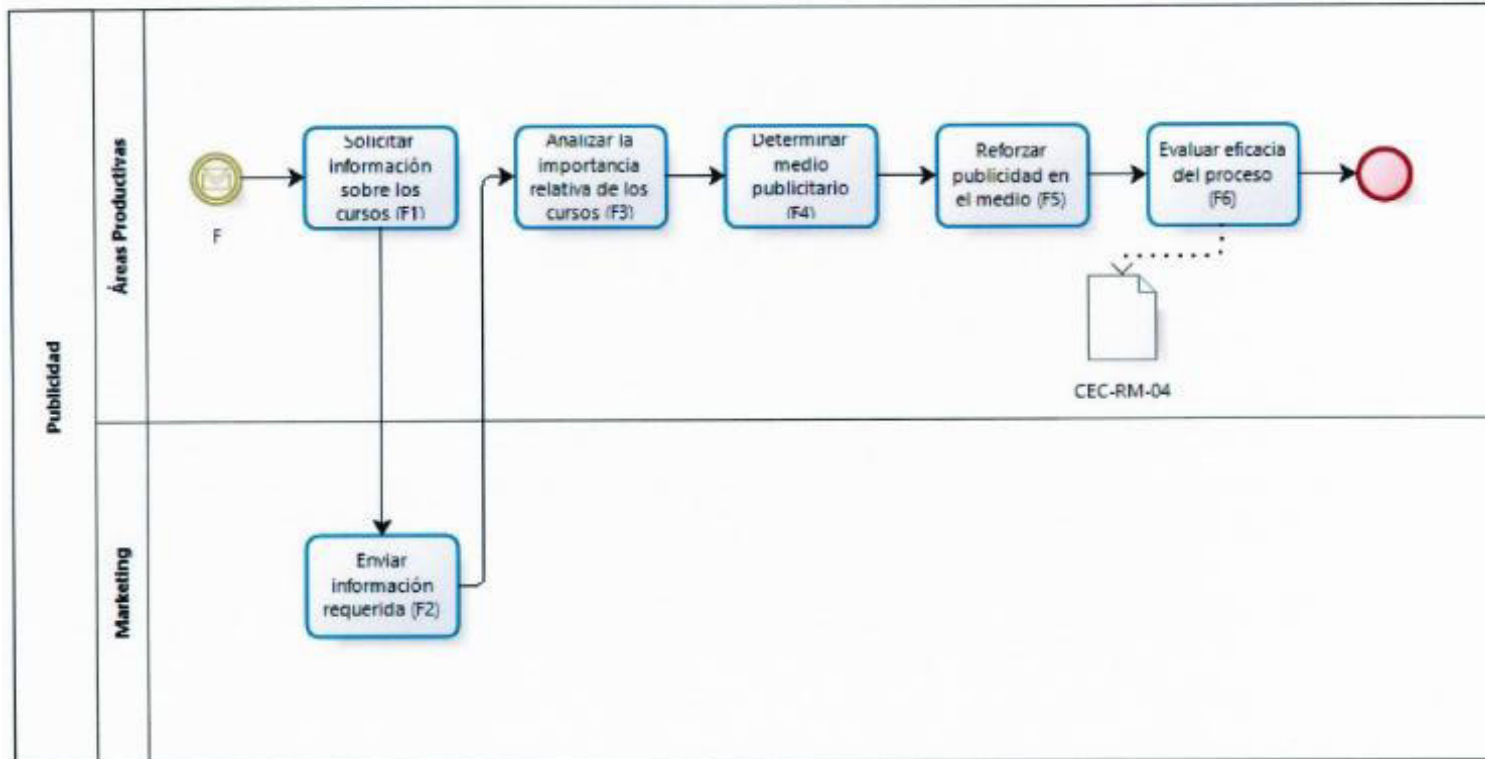 Publicidad
Áreas Productivas
Marketing
F
Solicitar
información
sobre los
cursos (F1)
Enviar
información
requerida (F2)
Analizar la
importancia
relativa de los
cursos (F3)
Determinar
medio
publicitario
(F4)
Reforzar
publicidad en
el medio (F5)
Evaluar eficacia
del proceso
(F6)
CEC-RM-04